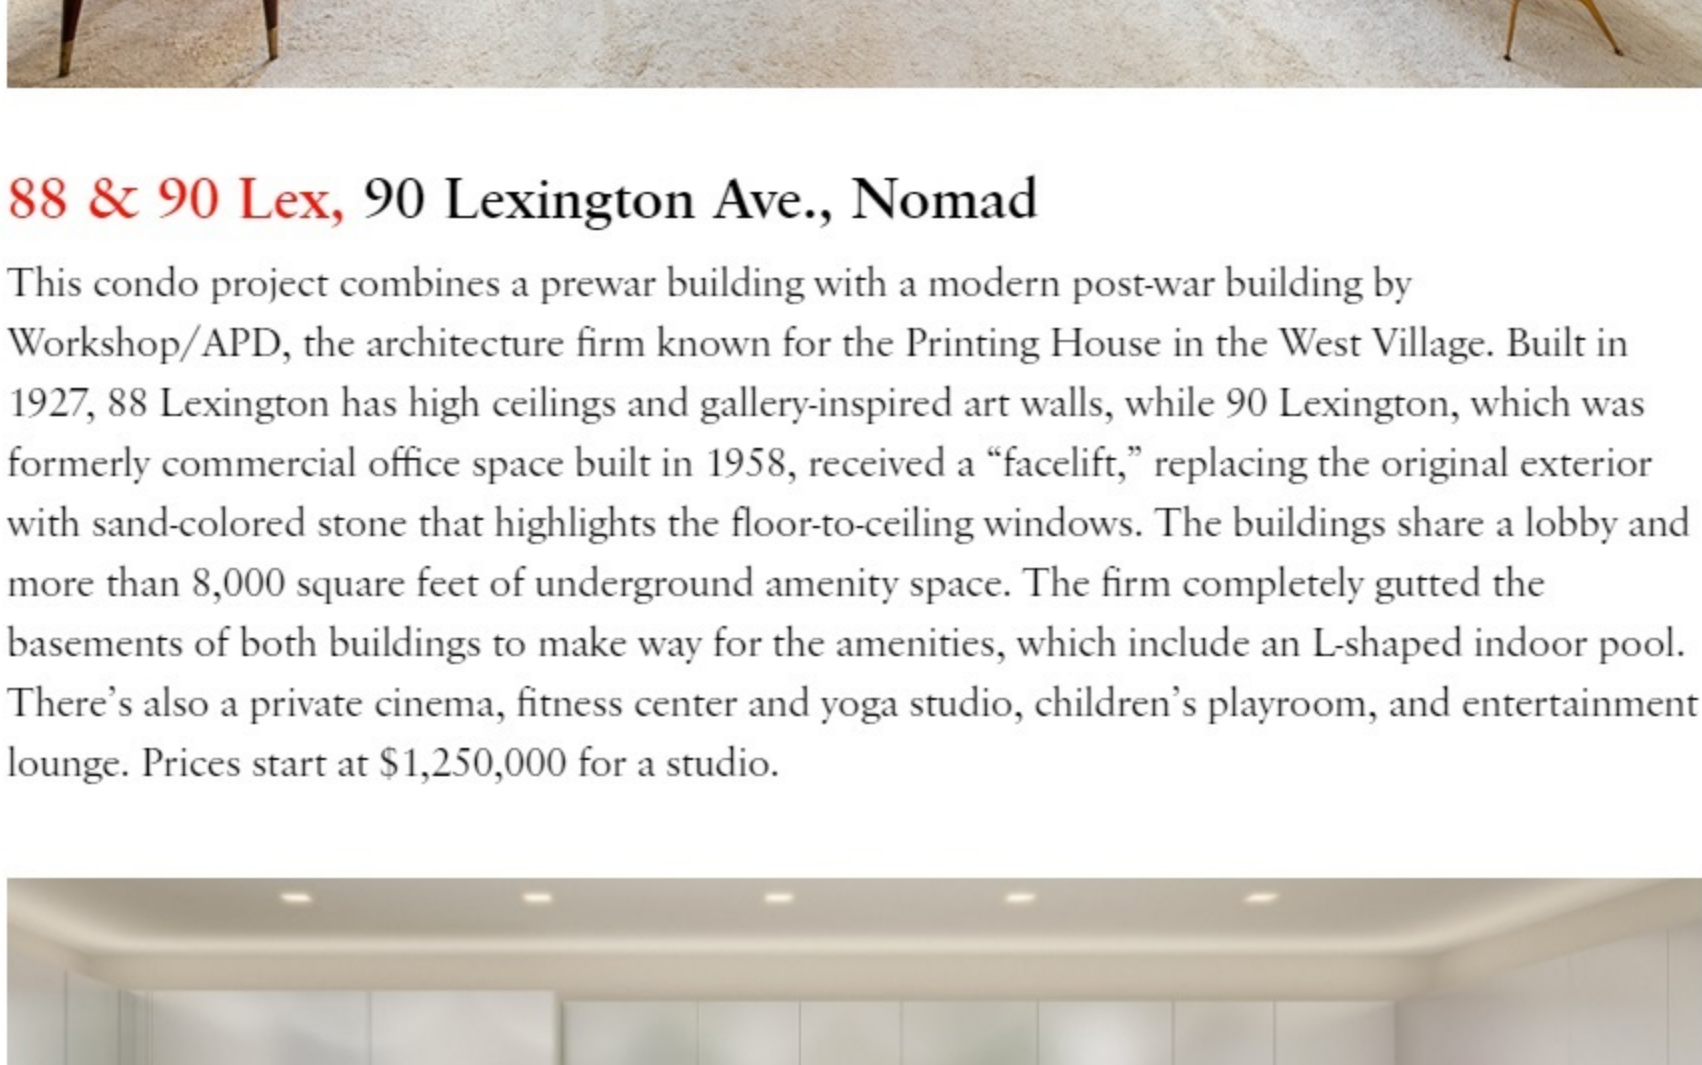 88 & 90 Lex, 90 Lexington Ave., Nomad
This condo project combines a prewar building with a modern post-war building by
Workshop/APD, the architecture firm known for the Printing House in the West Village. Built in
1927, 88 Lexington has high ceilings and gallery-inspired art walls, while 90 Lexington, which was
formerly commercial office space built in 1958, received a “facelift,” replacing the original exterior
with sand-colored stone that highlights the floor-to-ceiling windows. The buildings share a lobby and
more than 8,000 square feet of underground amenity space. The firm completely gutted the
basements of both buildings to make way for the amenities, which include an L-shaped indoor pool.
There’s also a private cinema, fitness center and yoga studio, children’s playroom, and entertainment
lounge. Prices start at $1,250,000 for a studio.